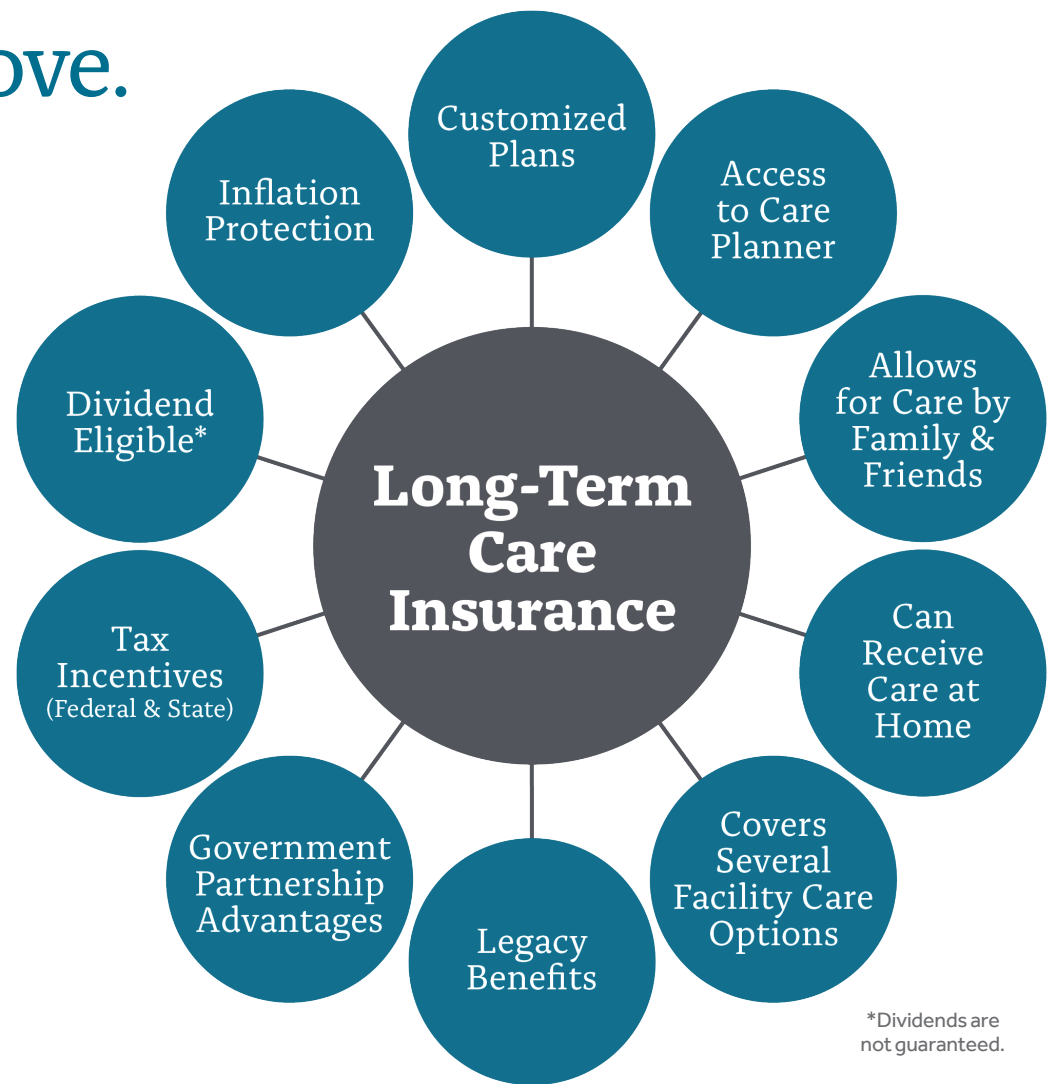 ove.
Customized
Plans
Access
to Care
Planner
Allows
for Care by
Family &
Friends
Can
Receive
Care at
Home
Covers
Several
Facility Care
Options
Legacy
Benefits
Government
Partnership
Advantages
Tax
Incentives
(Federal & State)
Dividend
Eligible*
Inflation
Protection
Long-Term
Care
Insurance
*Dividends are
not guaranteed.